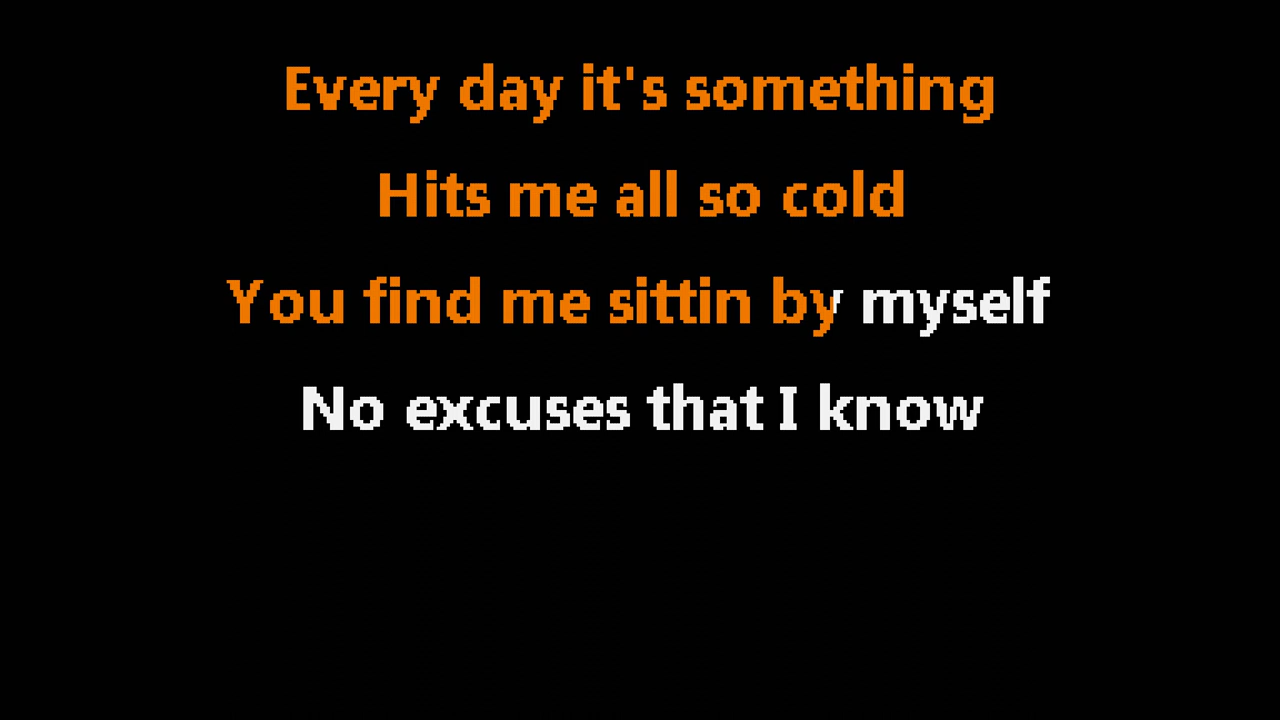 Every day it's something
Hits me all so cold
You find me sittin by myself
No excuses that I know